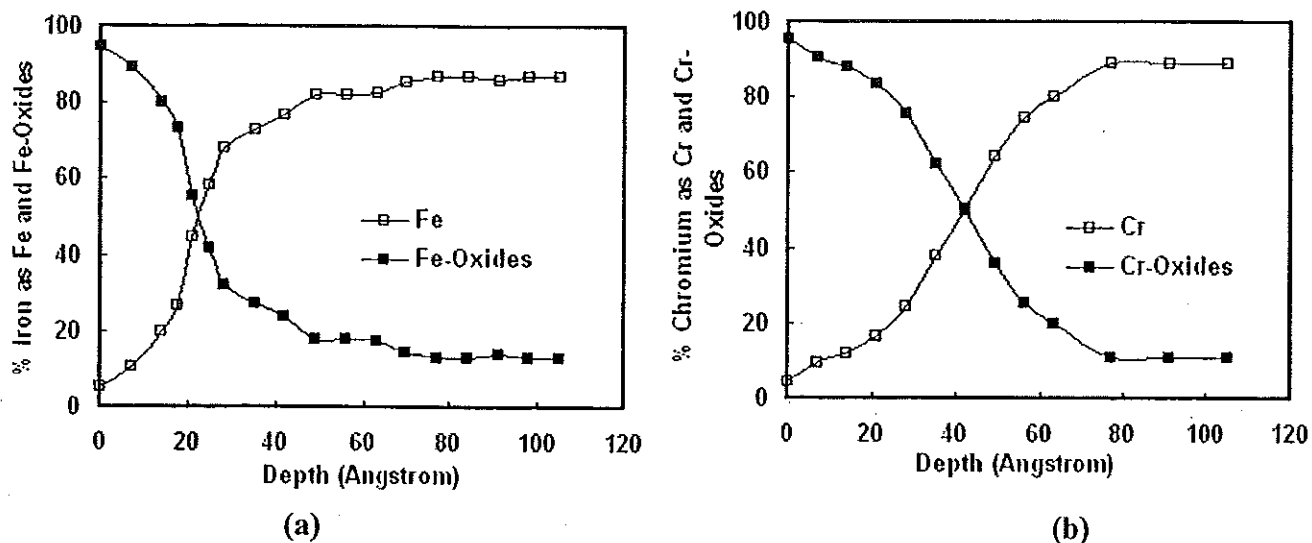 % Iron as Fe and Fe-Oxides
100
80
60
40
20
0
0 20 40 60 80 100 120
Fe
Fe-Oxides
Depth (Angstrom)
(a)
% Chromium as Cr and Cr-
Oxides
100
80
60
40
20
0
0 20 40 60 80 100 120
Cr
Cr-Oxides
Depth (Angstrom)
(b)